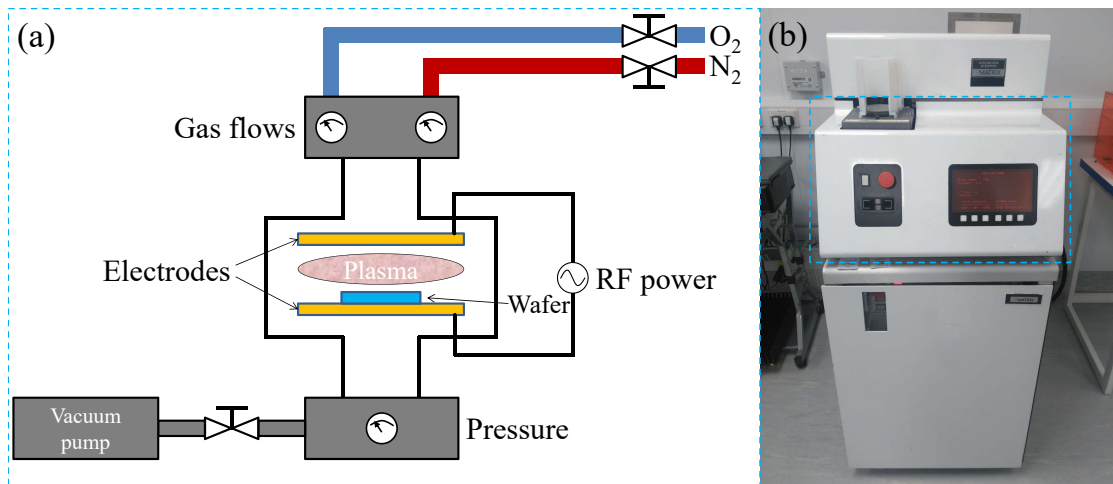 (a)
O₂
N₂
Gas flows
Electrodes
Plasma
Wafer
RF power
Vacuum
pump
Pressure
(b)